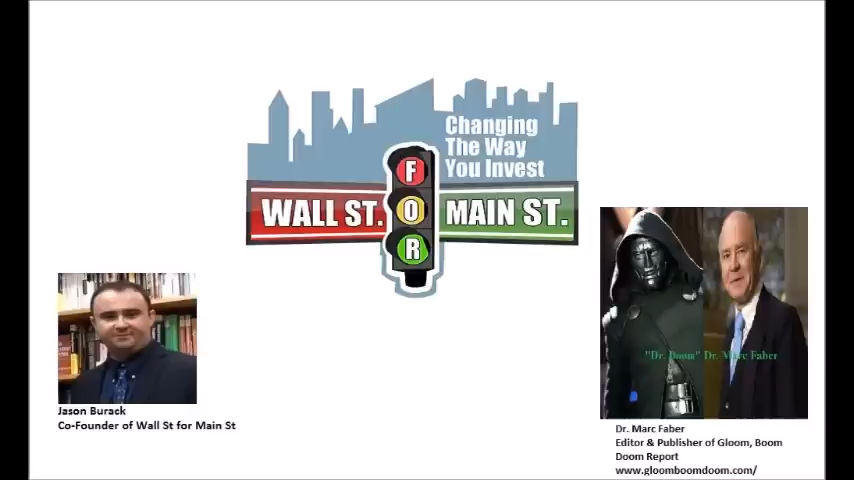 Changing
The Way
You Invest
WALL ST. FOR MAIN ST.
"Dr. Doom" Dr. Marc Faber
Jason Burack
Co-Founder of Wall St for Main St
Dr. Marc Faber
Editor & Publisher of Gloom, Boom
Doom Report
www.gloomboomdoom.com/